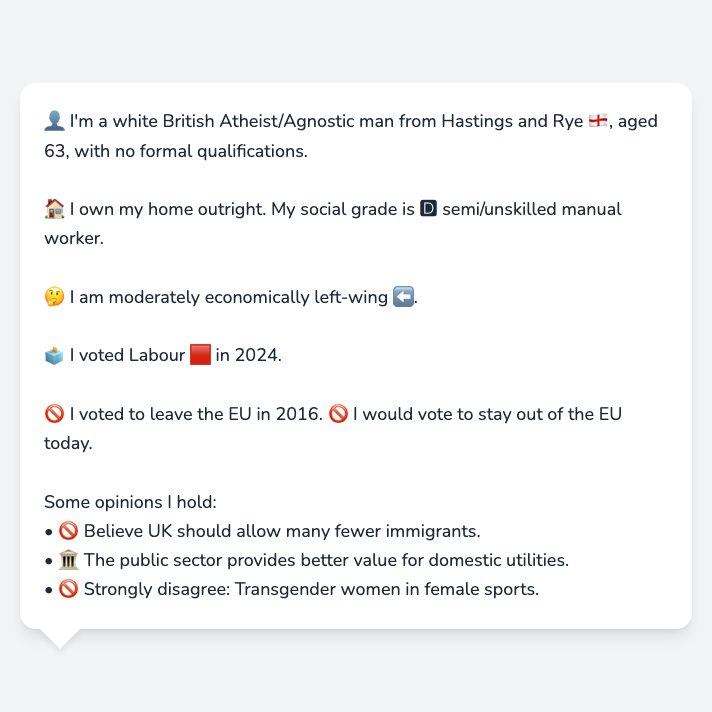 👤 I'm a white British Atheist/Agnostic man from Hastings and Rye 🏴󠁧󠁢󠁥󠁮󠁧󠁿, aged
63, with no formal qualifications.
🏠 I own my home outright. My social grade is 🅳 semi/unskilled manual
worker.
🤔 I am moderately economically left-wing ⬅️.
🗳️ I voted Labour 🟥 in 2024.
🚫 I voted to leave the EU in 2016. 🚫 I would vote to stay out of the EU
today.
Some opinions I hold:
• 🚫 Believe UK should allow many fewer immigrants.
• 🏛️ The public sector provides better value for domestic utilities.
• 🚫 Strongly disagree: Transgender women in female sports.